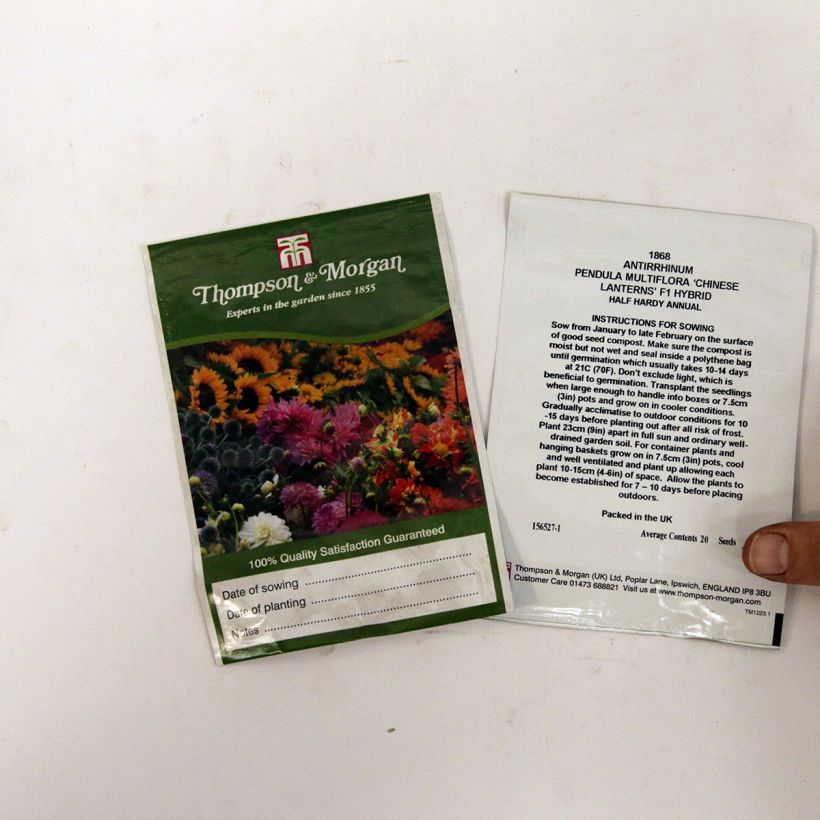 Thompson & Morgan
Experts in the garden since 1855
100% Quality Satisfaction Guaranteed
Date of sowing
Date of planting
Notes
1868
ANTIRRHINUM
PENDULA MULTIFLORA 'CHINESE
LANTERNS' F1 HYBRID
HALF HARDY ANNUAL
INSTRUCTIONS FOR SOWING
Sow from January to late February on the surface
of good seed compost. Make sure the compost is
moist but not wet and seal inside a polythene bag
until germination which usually takes 10-14 days
at 21C (70F). Don't exclude light, which is
beneficial to germination. Transplant the seedlings
when large enough to handle into boxes or 7.5cm
(3in) pots and grow on in cooler conditions.
Gradually acclimatise to outdoor conditions for 10
-15 days before planting out after all risk of frost.
Plant 23cm (9in) apart in full sun and ordinary well-
drained garden soil. For container plants and
hanging baskets grow on in 7.5cm (3in) pots, cool
and well ventilated and plant up allowing each
plant 10-15cm (4-6in) of space. Allow the plants to
become established for 7 – 10 days before placing
outdoors.
Packed in the UK
156527-1 Average Contents 20 Seeds
Thompson & Morgan (UK) Ltd, Poplar Lane, Ipswich, ENGLAND IP8 3BU
Customer Care 01473 688821 Visit us at www.thompson-morgan.com
TM1223.1